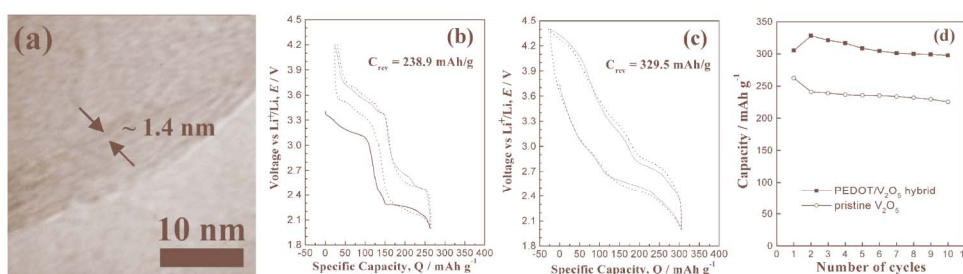 (a)
~ 1.4 nm
10 nm
(b)
C_rev = 238.9 mAh/g
Voltage vs Li⁺/Li, E / V
4.5
4.2
3.9
3.6
3.3
3.0
2.7
2.4
2.1
1.8
-50 0 50 100 150 200 250 300 350 400
Specific Capacity, Q / mAh g⁻¹
(c)
C_rev = 329.5 mAh/g
Voltage vs Li⁺/Li, E / V
4.5
4.2
3.9
3.6
3.3
3.0
2.7
2.4
2.1
1.8
-50 0 50 100 150 200 250 300 350 400
Specific Capacity, Q / mAh g⁻¹
(d)
Capacity / mAh g⁻¹
350
300
250
200
150
100
50
0
PEDOT/V₂O₅ hybrid
pristine V₂O₅
0 1 2 3 4 5 6 7 8 9 10 11
Number of cycles